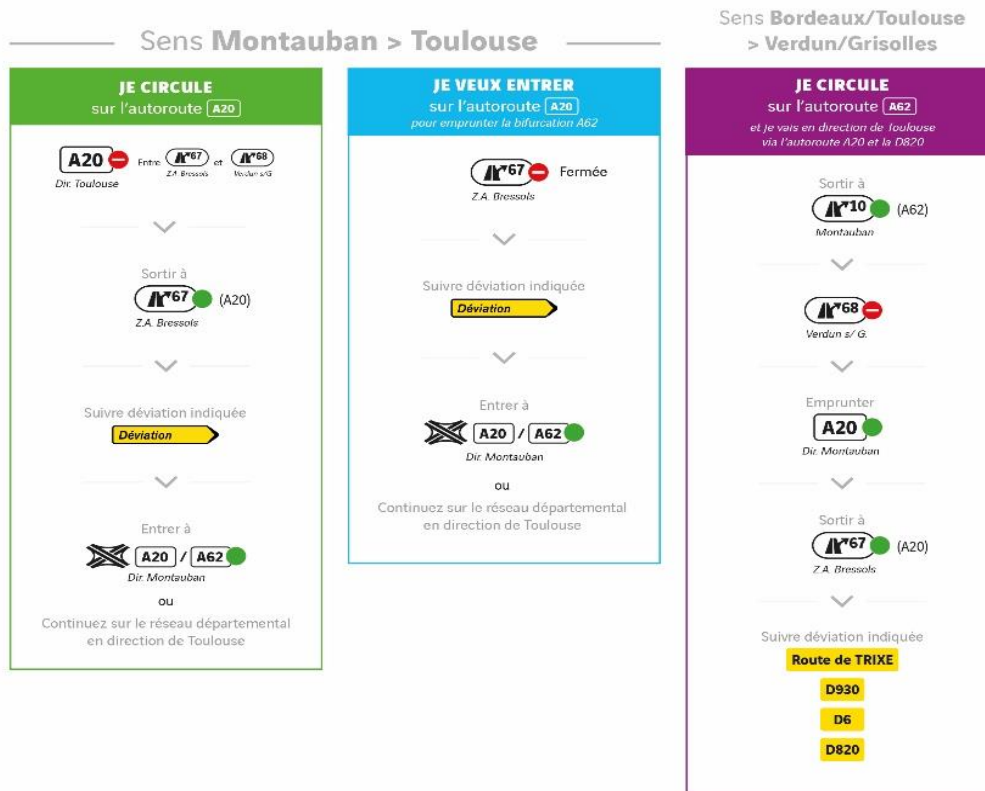 Sens Montauban > Toulouse
JE CIRCULE
sur l'autoroute A20
A20
Dir. Toulouse
Entre
67
Z.A. Bressols
et
68
Verdun s/G
Sortir à
67
(A20)
Z.A. Bressols
Suivre déviation indiquée
Déviation
Entrer à
A20 / A62
Dir. Montauban
ou
Continuez sur le réseau départemental
en direction de Toulouse
JE VEUX ENTRER
sur l'autoroute A20
pour emprunter la bifurcation A62
67
Fermée
Z.A. Bressols
Suivre déviation indiquée
Déviation
Entrer à
A20 / A62
Dir. Montauban
ou
Continuez sur le réseau départemental
en direction de Toulouse
Sens Bordeaux/Toulouse
> Verdun/Grisolles
JE CIRCULE
sur l'autoroute A62
et je vais en direction de Toulouse
via l'autoroute A20 et la D820
Sortir à
10
(A62)
Montauban
68
Verdun s/ G.
Emprunter
A20
Dir. Montauban
Sortir à
67
(A20)
Z.A. Bressols
Suivre déviation indiquée
Route de TRIXE
D930
D6
D820